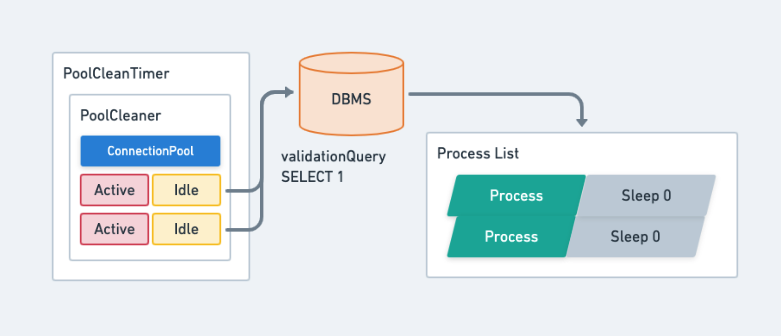 PoolCleanTimer
PoolCleaner
ConnectionPool
Active Idle
Active Idle
DBMS
validationQuery
SELECT 1
Process List
Process Sleep 0
Process Sleep 0